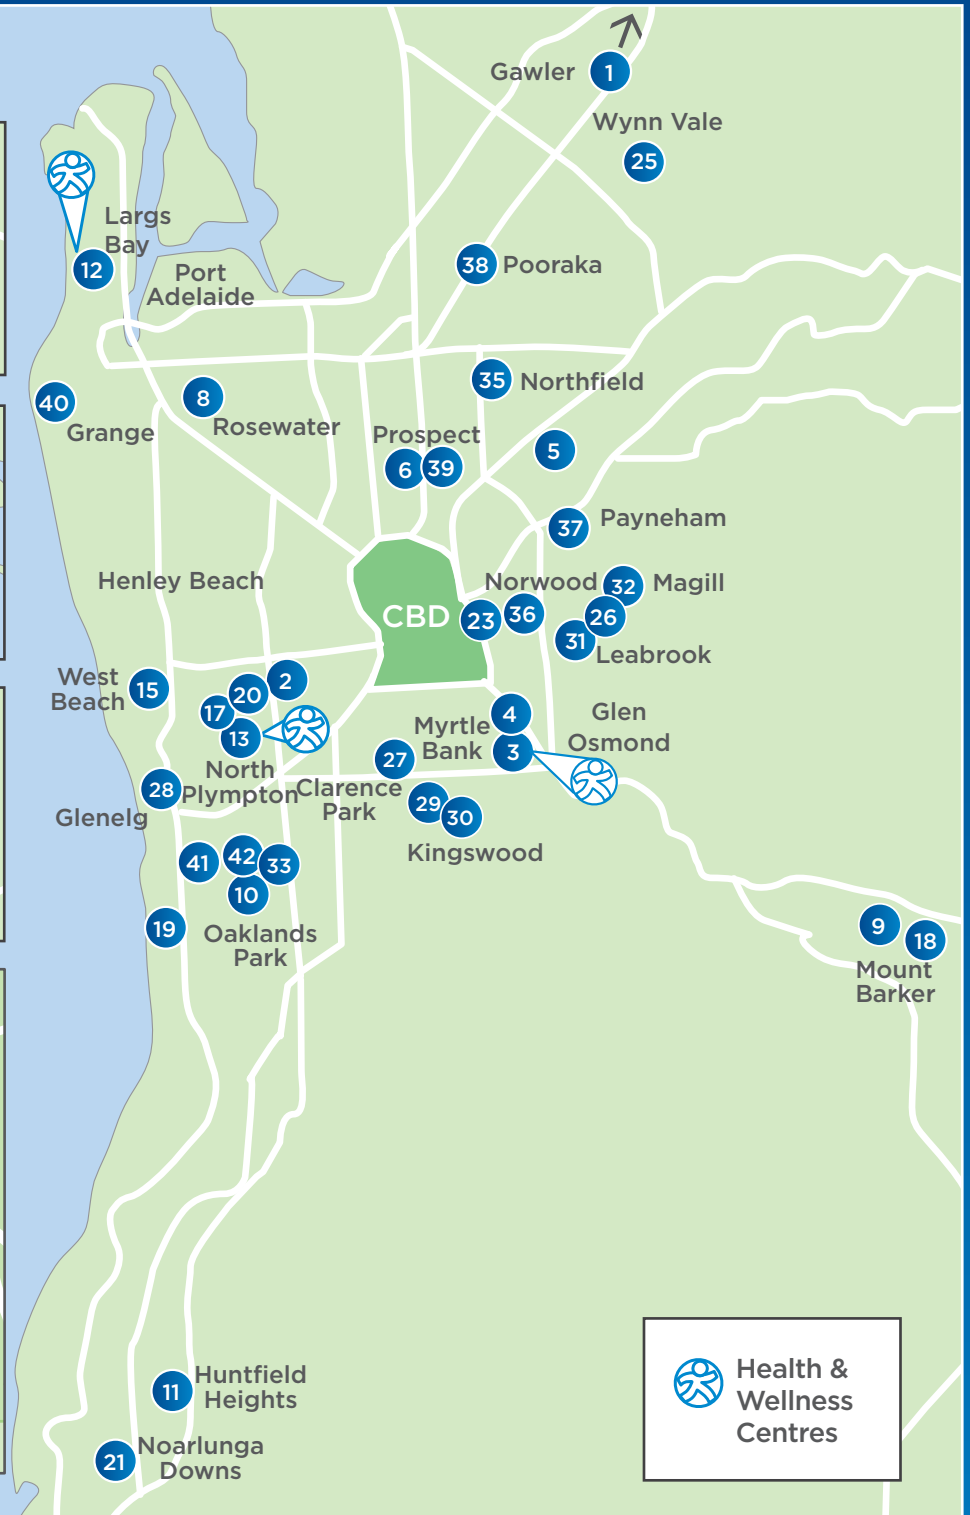 Gawler
1
Wynn Vale
25
Largs
Bay
12
Port
Adelaide
38
Pooraka
35
Northfield
40
Grange
8
Rosewater
Prospect
6
39
5
37
Payneham
Henley Beach
Norwood
32
Magill
CBD
23
36
26
31
Leabrook
West
Beach
15
20
2
17
13
North
Plympton
4
Myrtle
Bank
3
Glen
Osmond
27
Clarence
Park
28
Glenelg
29
30
Kingswood
41
42
33
10
19
Oaklands
Park
9
18
Mount
Barker
11
Huntfield
Heights
21
Noarlunga
Downs
Health &
Wellness
Centres